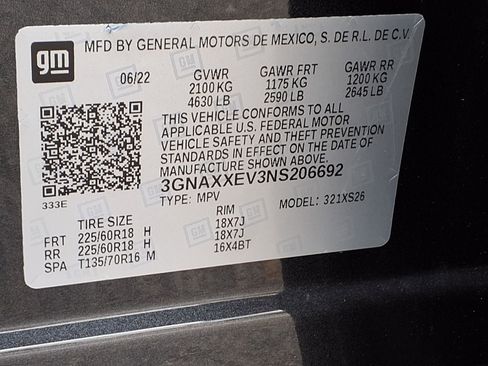 gm MFD BY GENERAL MOTORS DE MEXICO, S. DE R.L. DE C.V.
06/22 GVWR GAWR FRT GAWR RR
2100 KG 1175 KG 1200 KG
4630 LB 2590 LB 2645 LB
THIS VEHICLE CONFORMS TO ALL
APPLICABLE U.S. FEDERAL MOTOR
VEHICLE SAFETY AND THEFT PREVENTION
STANDARDS IN EFFECT ON THE DATE OF
MANUFACTURE SHOWN ABOVE.
333E
3GNAXXEV3NS206692
TYPE: MPV MODEL: 321XS26
TIRE SIZE RIM
FRT 225/60R18 H 18X7J
RR 225/60R18 H 18X7J
SPA T135/70R16 M 16X4BT